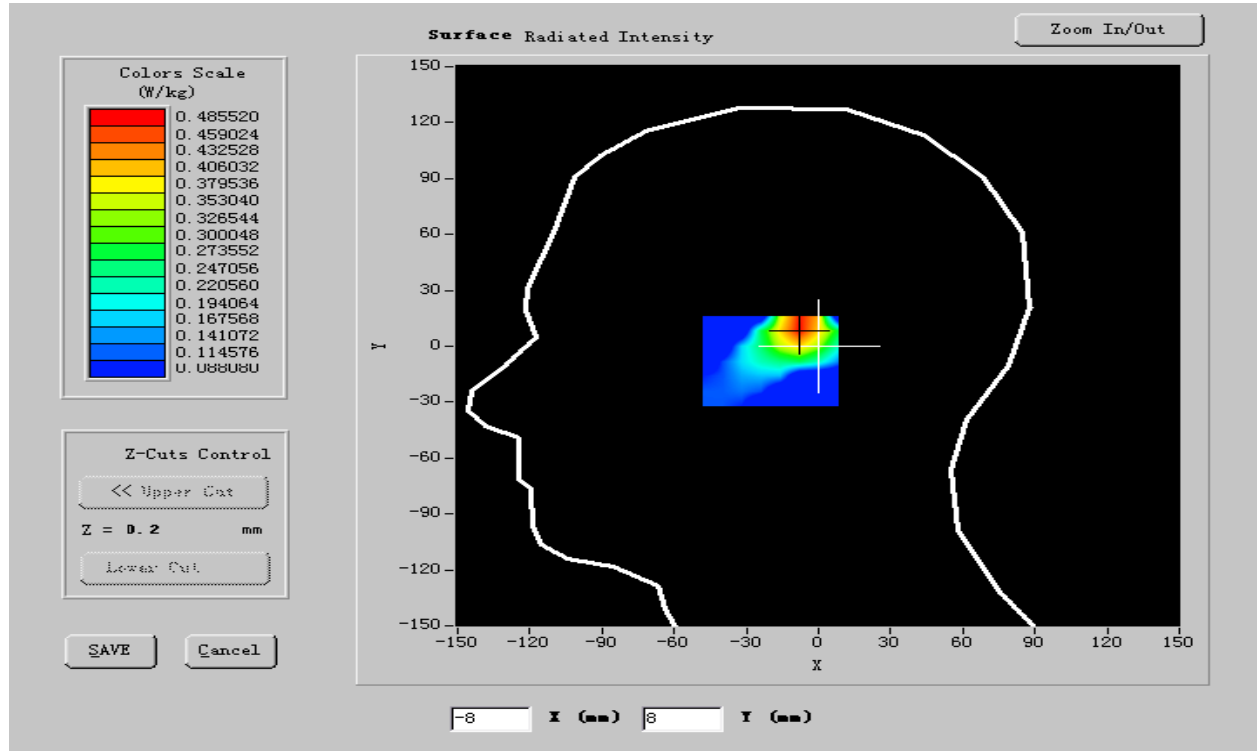 Surface Radiated Intensity
Zoom In/Out
Colors Scale
(W/kg)
0.485520
0.459024
0.432528
0.406032
0.379536
0.353040
0.326544
0.300048
0.273552
0.247056
0.220560
0.194064
0.167568
0.141072
0.114576
0.088080
Z-Cuts Control
<< Upper Cut
Z = 0.2 mm
Lower Cut
SAVE Cancel
150
120
90
60
30
0
-30
-60
-90
-120
-150
Y
-150 -120 -90 -60 -30 0 30 60 90 120 150
X
-8 X (mm) 8 Y (mm)